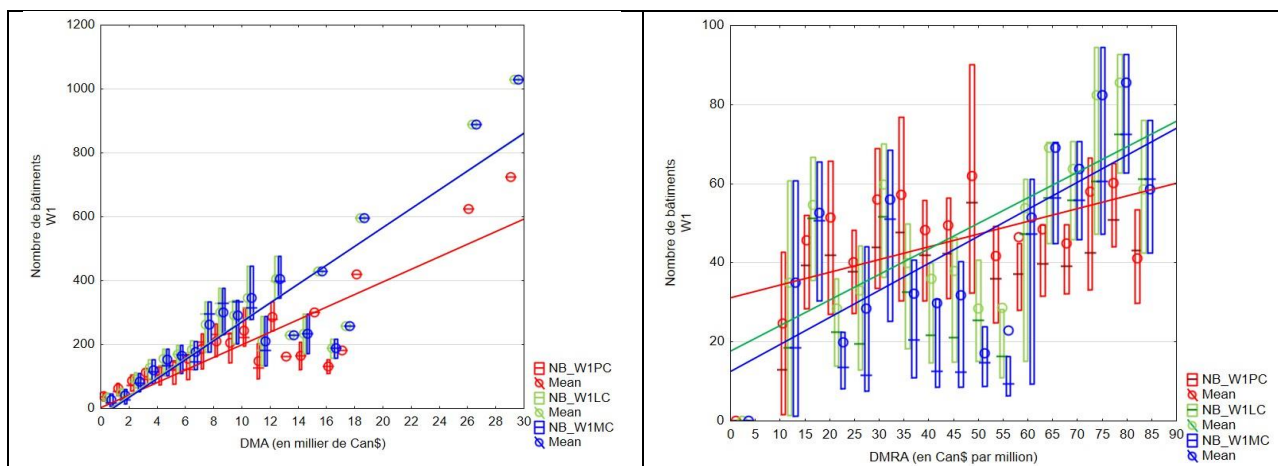 1200
1000
800
600
400
200
0
Nombre de bâtiments
W1
0 2 4 6 8 10 12 14 16 18 20 22 24 26 28 30
DMA (en millier de Can$)
NB_W1PC
Mean
NB_W1LC
Mean
NB_W1MC
Mean
100
80
60
40
20
0
Nombre de bâtiments
W1
0 5 10 15 20 25 30 35 40 45 50 55 60 65 70 75 80 85 90
DMRA (en Can$ par million)
NB_W1PC
Mean
NB_W1LC
Mean
NB_W1MC
Mean